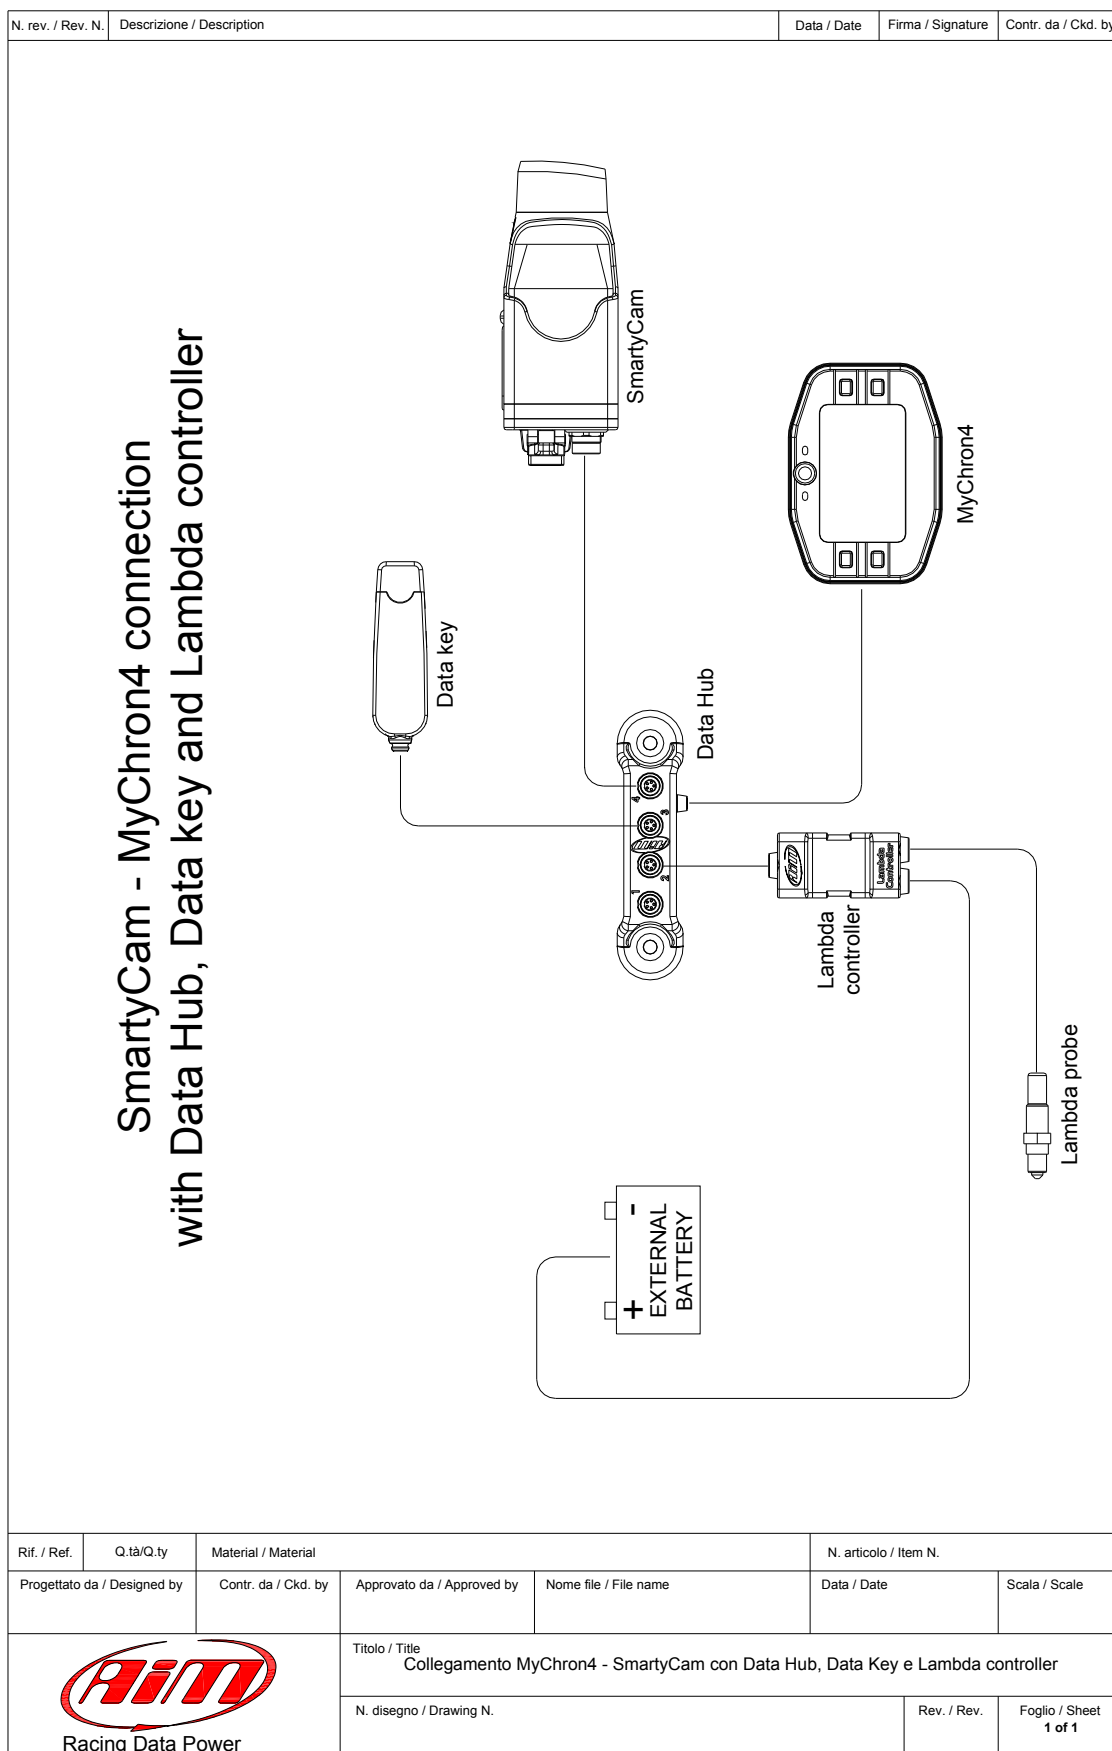 N. rev. / Rev. N.
Descrizione / Description
Data / Date
Firma / Signature
Contr. da / Ckd. by
SmartyCam - MyChron4 connection
with Data Hub, Data key and Lambda controller
SmartyCam
MyChron4
Data key
Data Hub
4
3
AiM
2
1
AiM
Lambda
Controller
Lambda
controller
Lambda probe
+ -
EXTERNAL
BATTERY
Rif. / Ref.
Q.tà/Q.ty
Material / Material
N. articolo / Item N.
Progettato da / Designed by
Contr. da / Ckd. by
Approvato da / Approved by
Nome file / File name
Data / Date
Scala / Scale
AiM
Racing Data Power
Titolo / Title
Collegamento MyChron4 - SmartyCam con Data Hub, Data Key e Lambda controller
N. disegno / Drawing N.
Rev. / Rev.
Foglio / Sheet
1 of 1